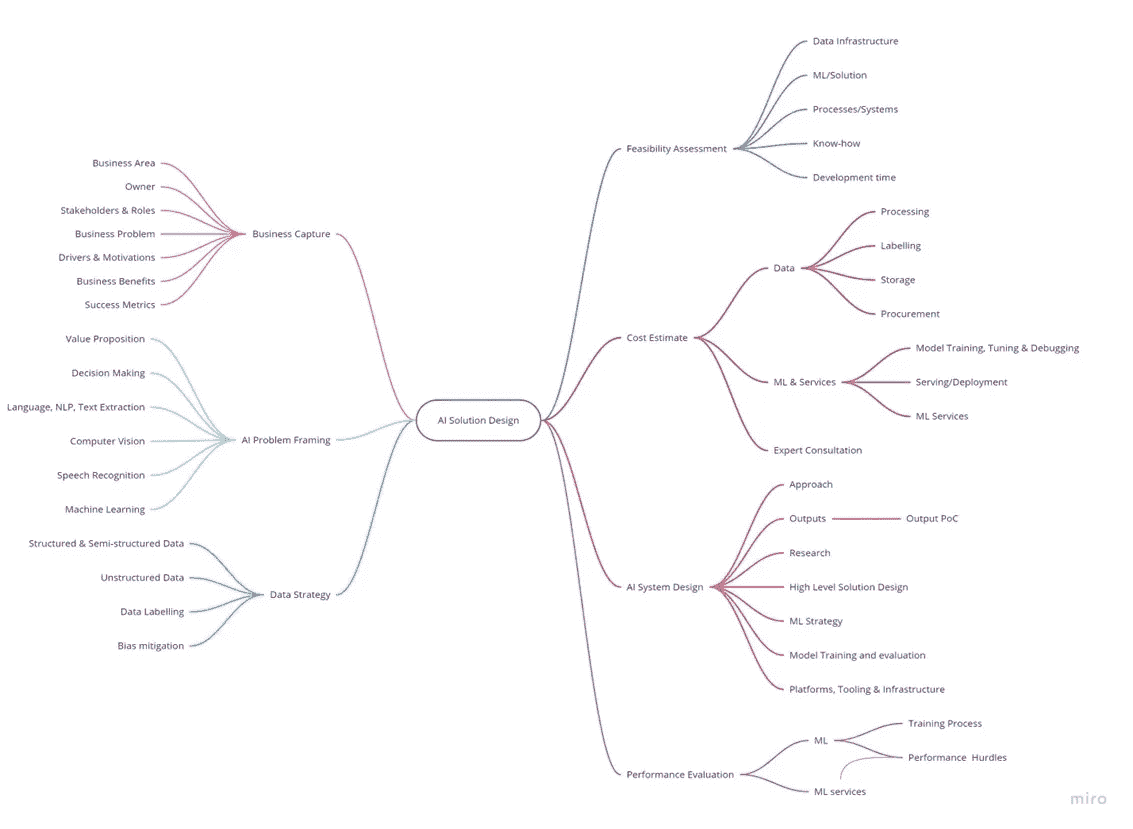 AI Solution Design
Business Capture
Business Area
Owner
Stakeholders & Roles
Business Problem
Drivers & Motivations
Business Benefits
Success Metrics
AI Problem Framing
Value Proposition
Decision Making
Language, NLP, Text Extraction
Computer Vision
Speech Recognition
Machine Learning
Data Strategy
Structured & Semi-structured Data
Unstructured Data
Data Labelling
Bias mitigation
Feasibility Assessment
Data Infrastructure
ML/Solution
Processes/Systems
Know-how
Development time
Cost Estimate
Data
Processing
Labelling
Storage
Procurement
ML & Services
Model Training, Tuning & Debugging
Serving/Deployment
ML Services
Expert Consultation
AI System Design
Approach
Outputs
Output PoC
Research
High Level Solution Design
ML Strategy
Model Training and evaluation
Platforms, Tooling & Infrastructure
Performance Evaluation
ML
Training Process
Performance  Hurdles
ML services
miro